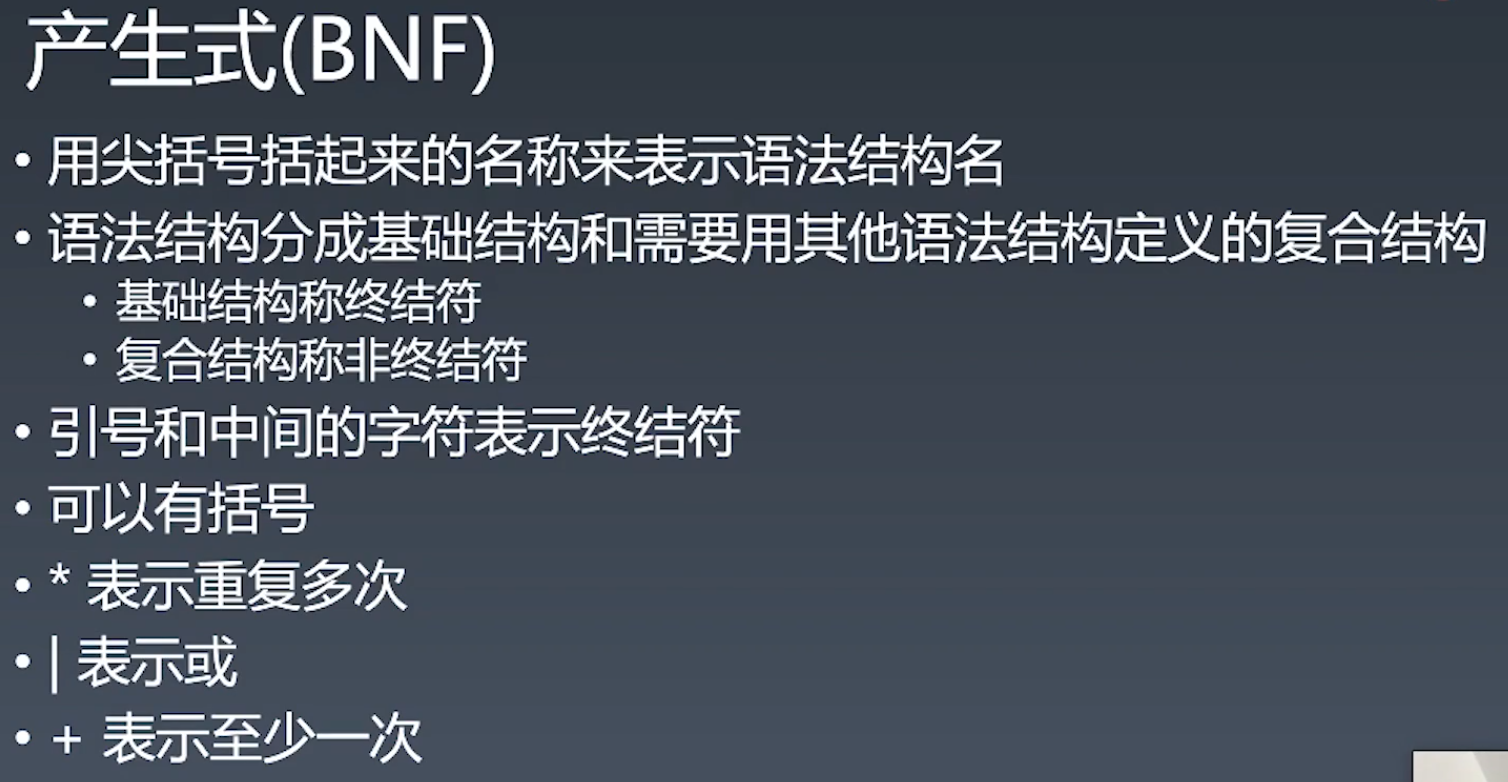 产生式(BNF)
• 用尖括号括起来的名称来表示语法结构名
• 语法结构分成基础结构和需要用其他语法结构定义的复合结构
• 基础结构称终结符
• 复合结构称非终结符
• 引号和中间的字符表示终结符
• 可以有括号
• * 表示重复多次
• | 表示或
• + 表示至少一次